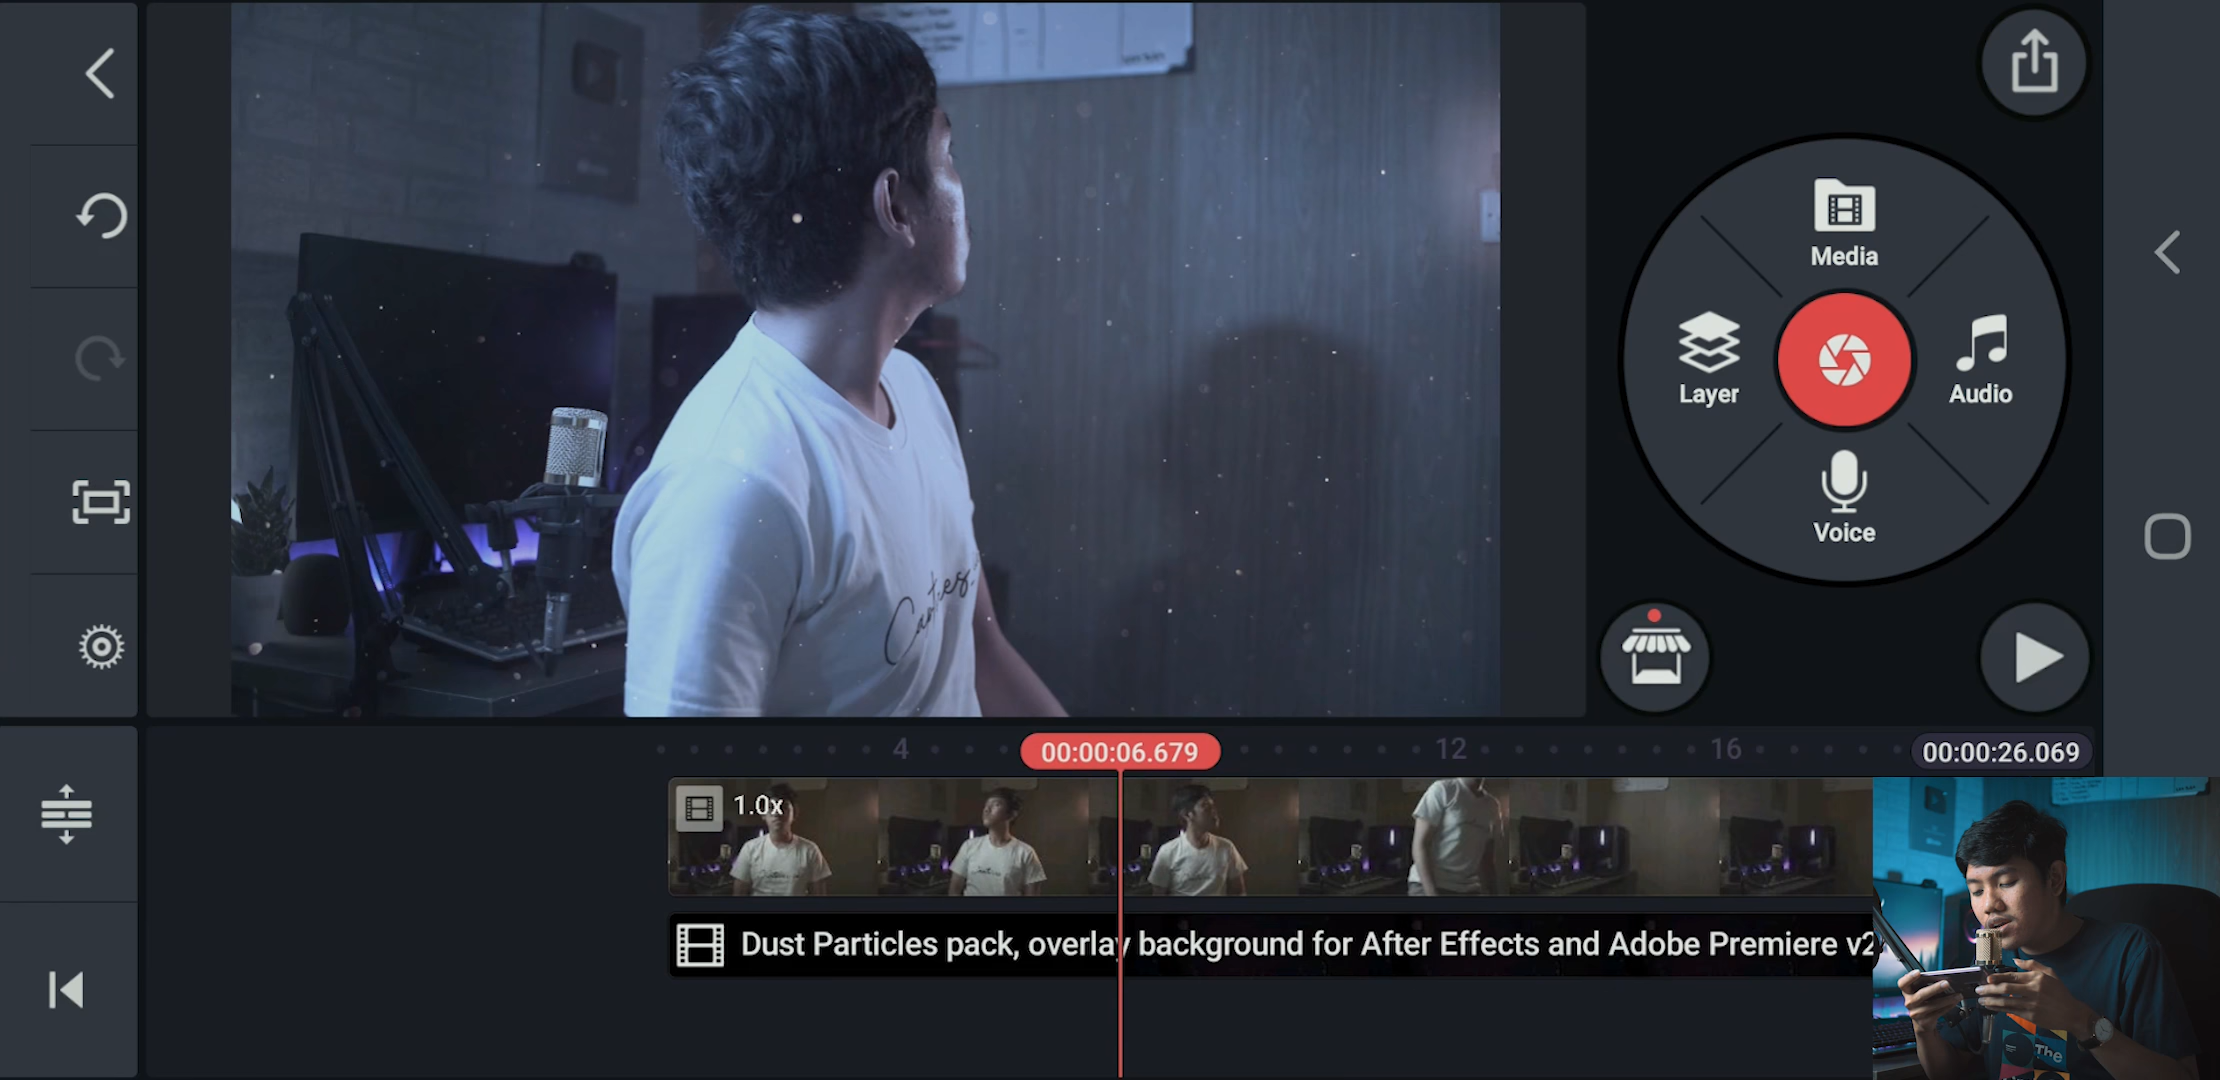 Media
Layer
Audio
Voice
4
00:00:06.679
12
16
00:00:26.069
1.0x
Dust Particles pack, overlay background for After Effects and Adobe Premiere v2
The